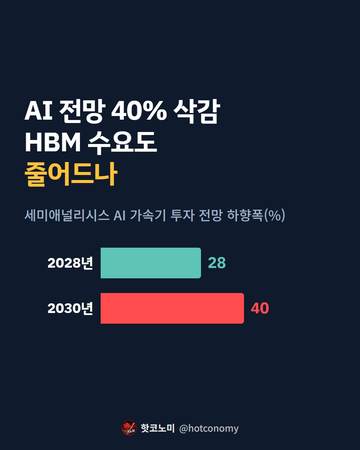 AI 전망 40% 삭감
HBM 수요도
줄어드나
세미애널리시스 AI 가속기 투자 전망 하향폭(%)
2028년 28
2030년 40
핫코노미 @hotconomy